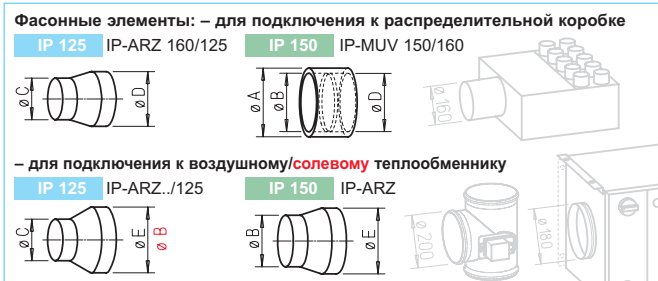 Фасонные элементы: – для подключения к распределительной коробке
IP 125 IP-ARZ 160/125 IP 150 IP-MUV 150/160
ø C ø D ø A ø B ø D ø 160
– для подключения к воздушному/солевому теплообменнику
IP 125 IP-ARZ../125 IP 150 IP-ARZ
ø C ø E ø B ø B ø E ø 200 ø 180